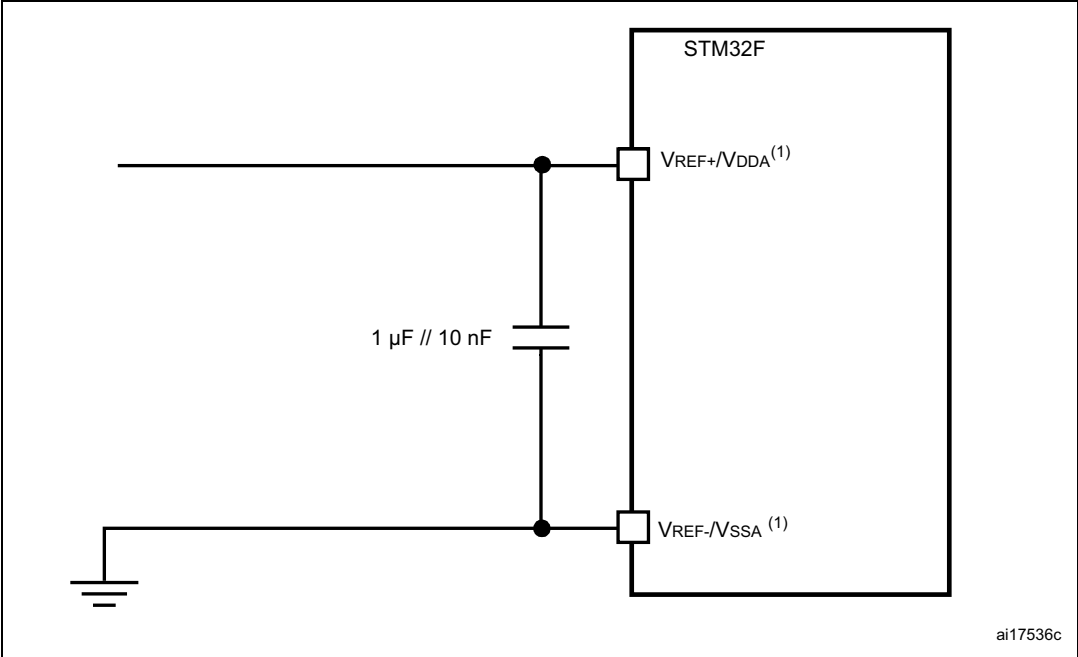 STM32F
VREF+/VDDA(1)
1 µF // 10 nF
VREF-/VSSA (1)
ai17536c